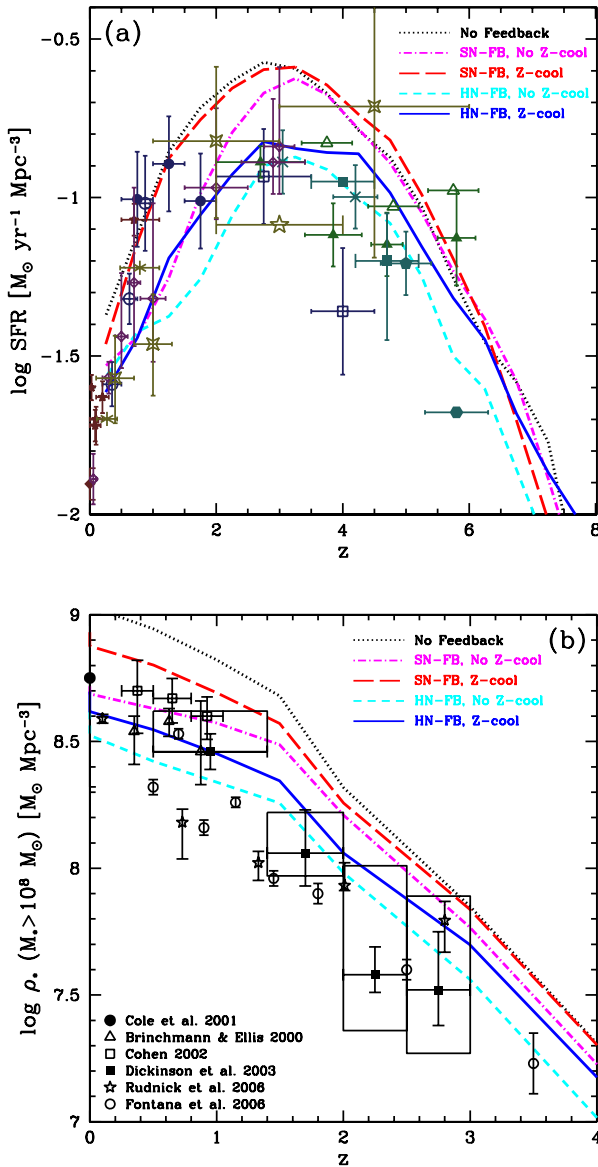 (a)
No Feedback
SN-FB, No Z-cool
SN-FB, Z-cool
HN-FB, No Z-cool
HN-FB, Z-cool
log SFR [M⊙ yr⁻¹ Mpc⁻³]
-0.5
-1
-1.5
-2
0 2 4 6 8
z
(b)
No Feedback
SN-FB, No Z-cool
SN-FB, Z-cool
HN-FB, No Z-cool
HN-FB, Z-cool
log ρ* (M*>10⁸ M⊙) [M⊙ Mpc⁻³]
9
8.5
8
7.5
7
Cole et al. 2001
Brinchmann & Ellis 2000
Cohen 2002
Dickinson et al. 2003
Rudnick et al. 2006
Fontana et al. 2006
0 1 2 3 4
z